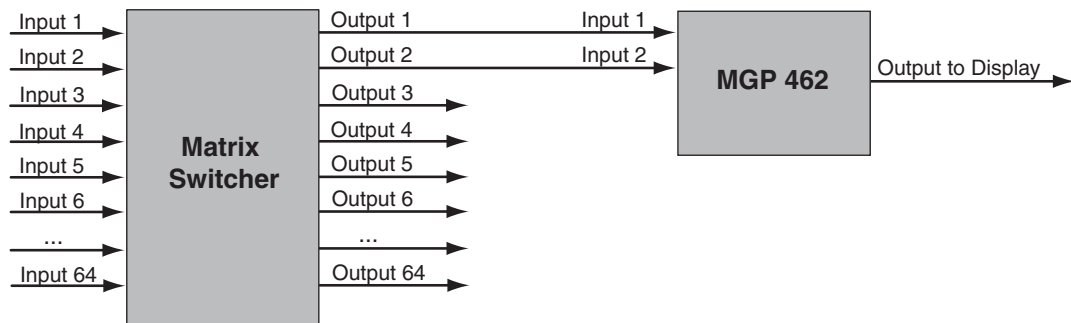 Input 1
Input 2
Input 3
Input 4
Input 5
Input 6
...
Input 64
Matrix
Switcher
Output 1
Output 2
Output 3
Output 4
Output 5
Output 6
...
Output 64
Input 1
Input 2
MGP 462
Output to Display